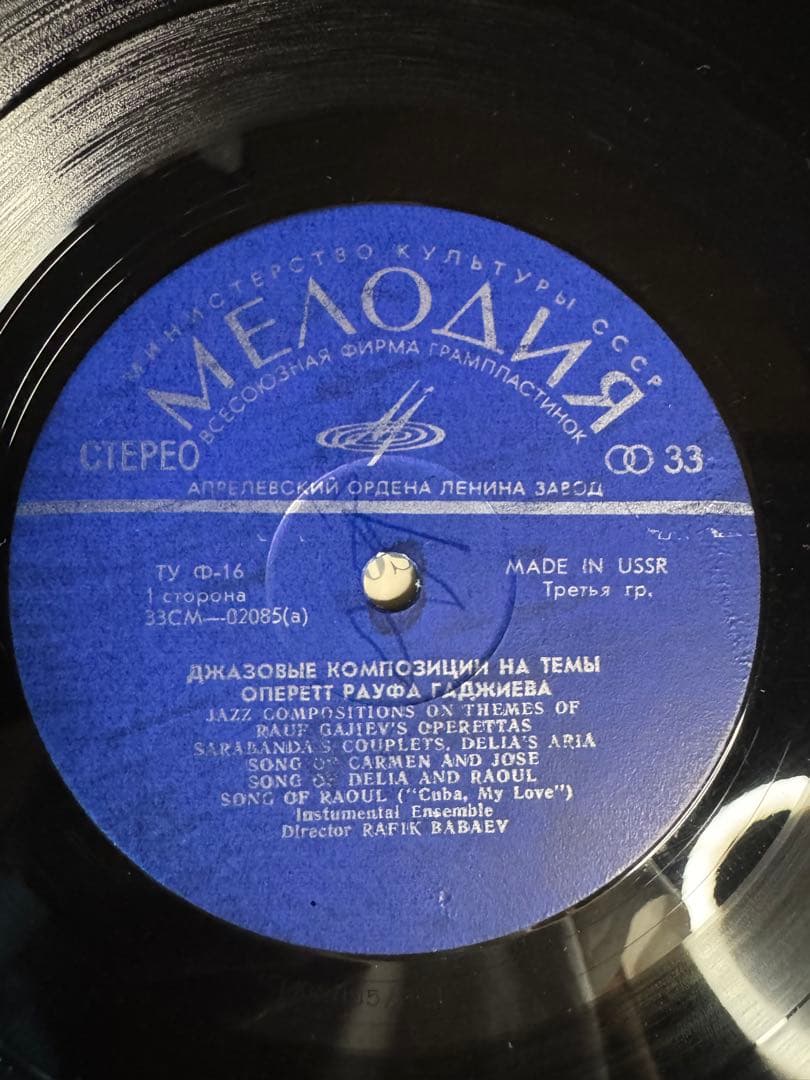 МИНИСТЕРСТВО КУЛЬТУРЫ СССР
МЕЛОДИЯ
ВСЕСОЮЗНАЯ ФИРМА ГРАМПЛАСТИНОК
СТЕРЕО
33
АПРЕЛЕВСКИЙ ОРДЕНА ЛЕНИНА ЗАВОД
ТУ Ф-16
1 сторона
33СМ—02085(а)
MADE IN USSR
Третья гр.
ДЖАЗОВЫЕ КОМПОЗИЦИИ НА ТЕМЫ
ОПЕРЕТТ РАУФА ГАДЖИЕВА
JAZZ COMPOSITIONS ON THEMES OF
RAUF GAJIEV'S OPERETTAS
SARABANDA'S COUPLETS, DELIA'S ARIA
SONG OF CARMEN AND JOSE
SONG OF DELIA AND RAOUL
SONG OF RAOUL ("Cuba, My Love")
Instumental Ensemble
Director RAFIK BABAEV